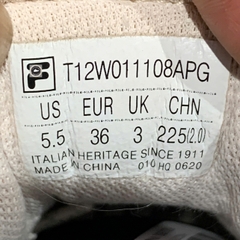 T12W011108APG
US EUR UK CHN
5.5 36 3 225(2.0)
ITALIAN HERITAGE SINCE 1911
MADE IN CHINA 010 HQ 0620